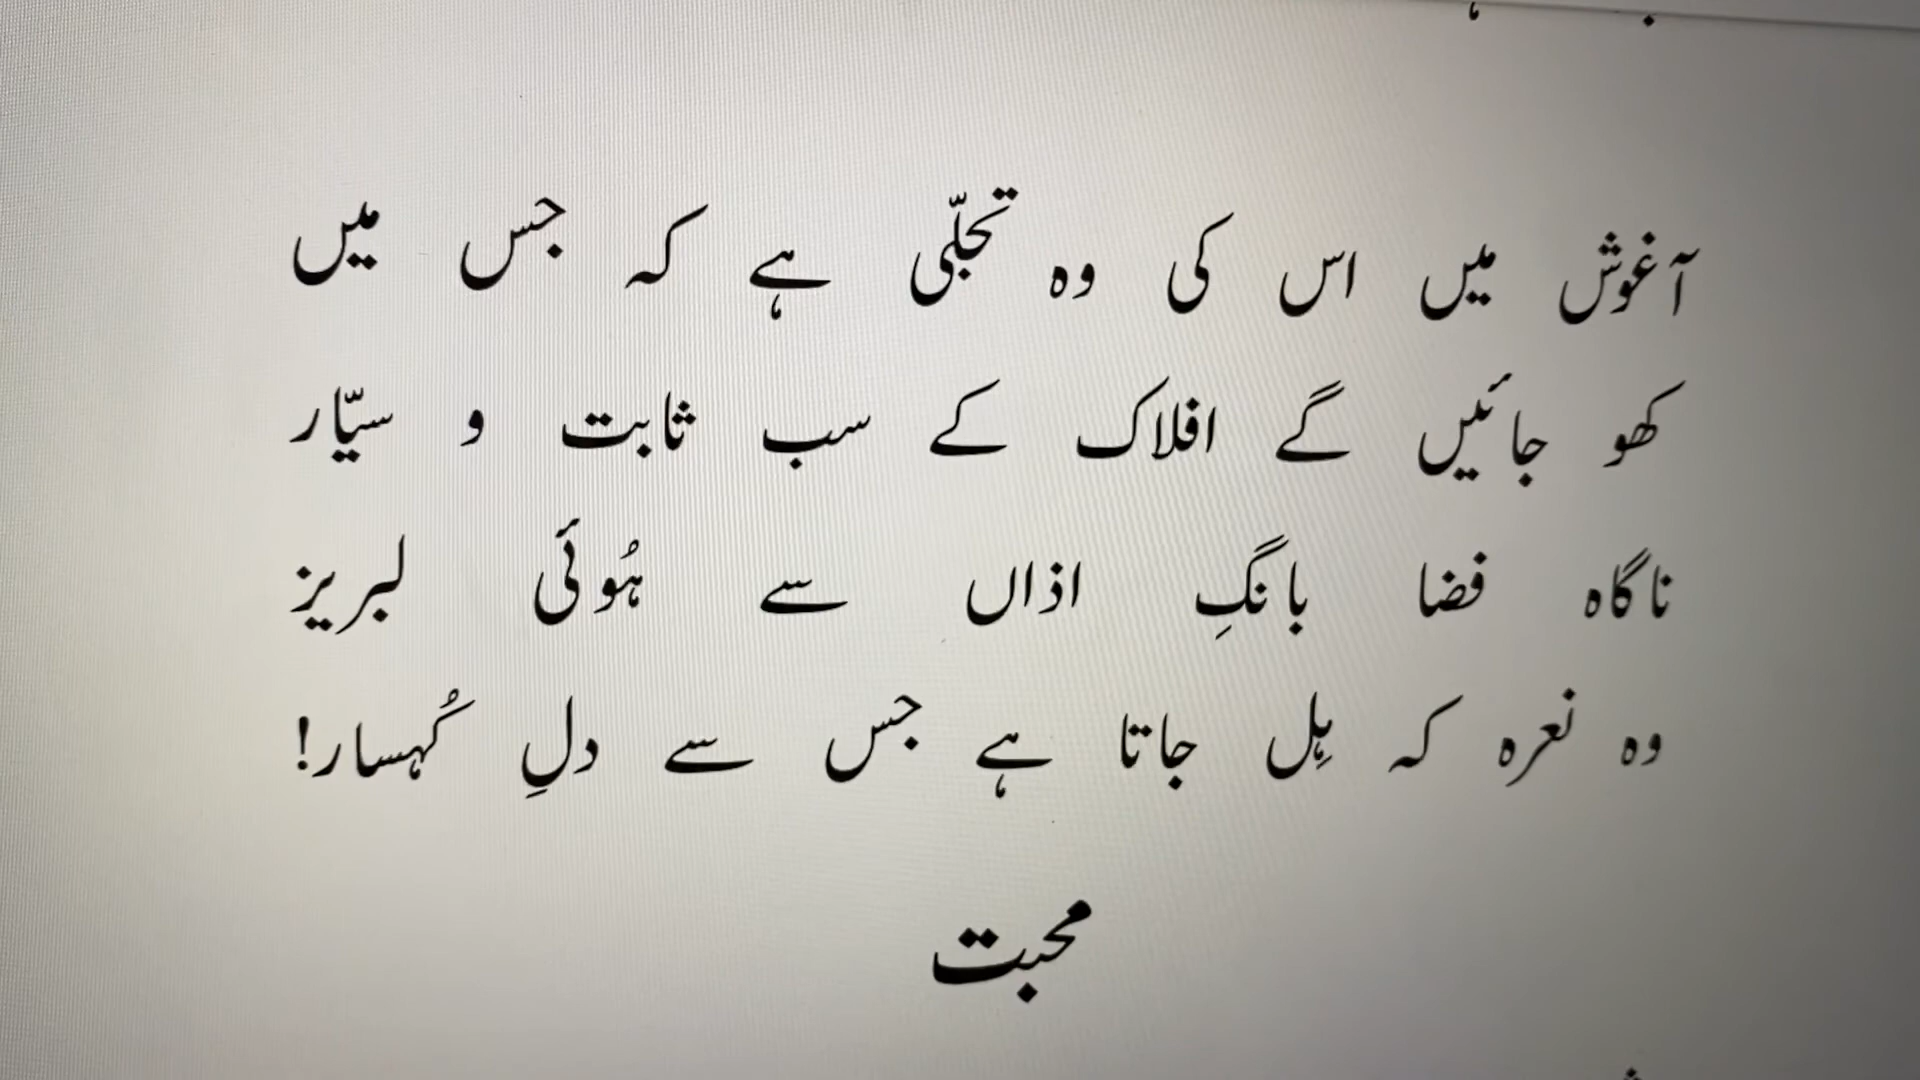 آغوش میں اس کی وہ تجلّی ہے کہ جس میں
کھو جائیں گے افلاک کے سب ثابت و سیّار
ناگاہ فضا بانگِ اذاں سے ہُوئی لبریز
وہ نعرہ کہ ہِل جاتا ہے جس سے دلِ کُہسار!
محبت